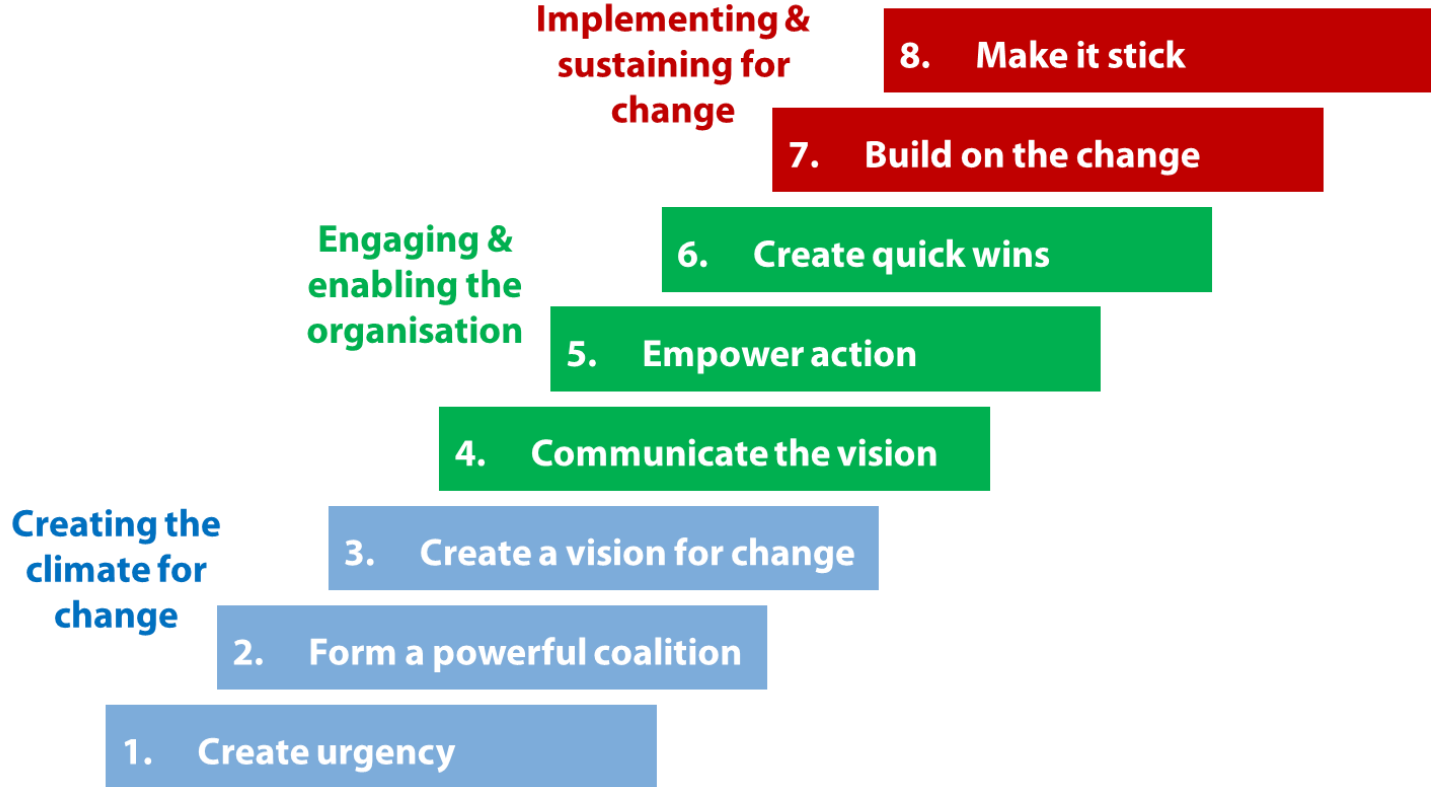 Implementing &
sustaining for
change
8. Make it stick
7. Build on the change
Engaging &
enabling the
organisation
6. Create quick wins
5. Empower action
4. Communicate the vision
Creating the
climate for
change
3. Create a vision for change
2. Form a powerful coalition
1. Create urgency